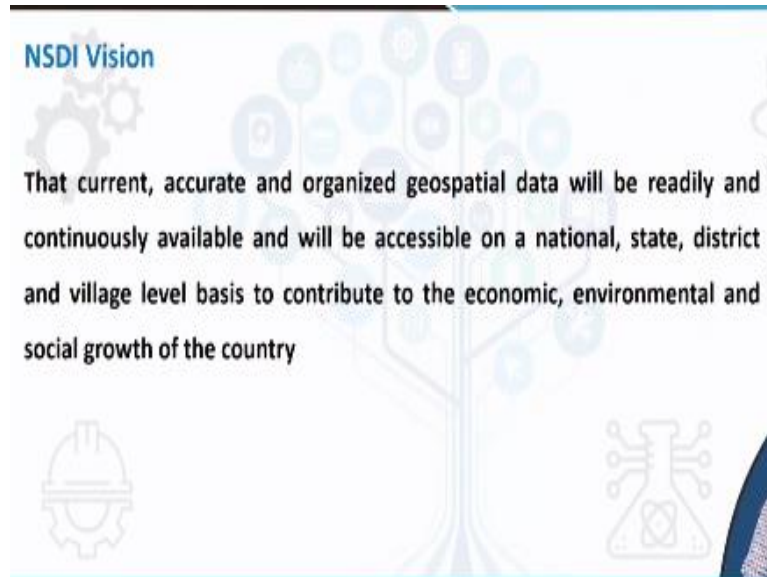 NSDI Vision
That current, accurate and organized geospatial data will be readily and
continuously available and will be accessible on a national, state, district
and village level basis to contribute to the economic, environmental and
social growth of the country